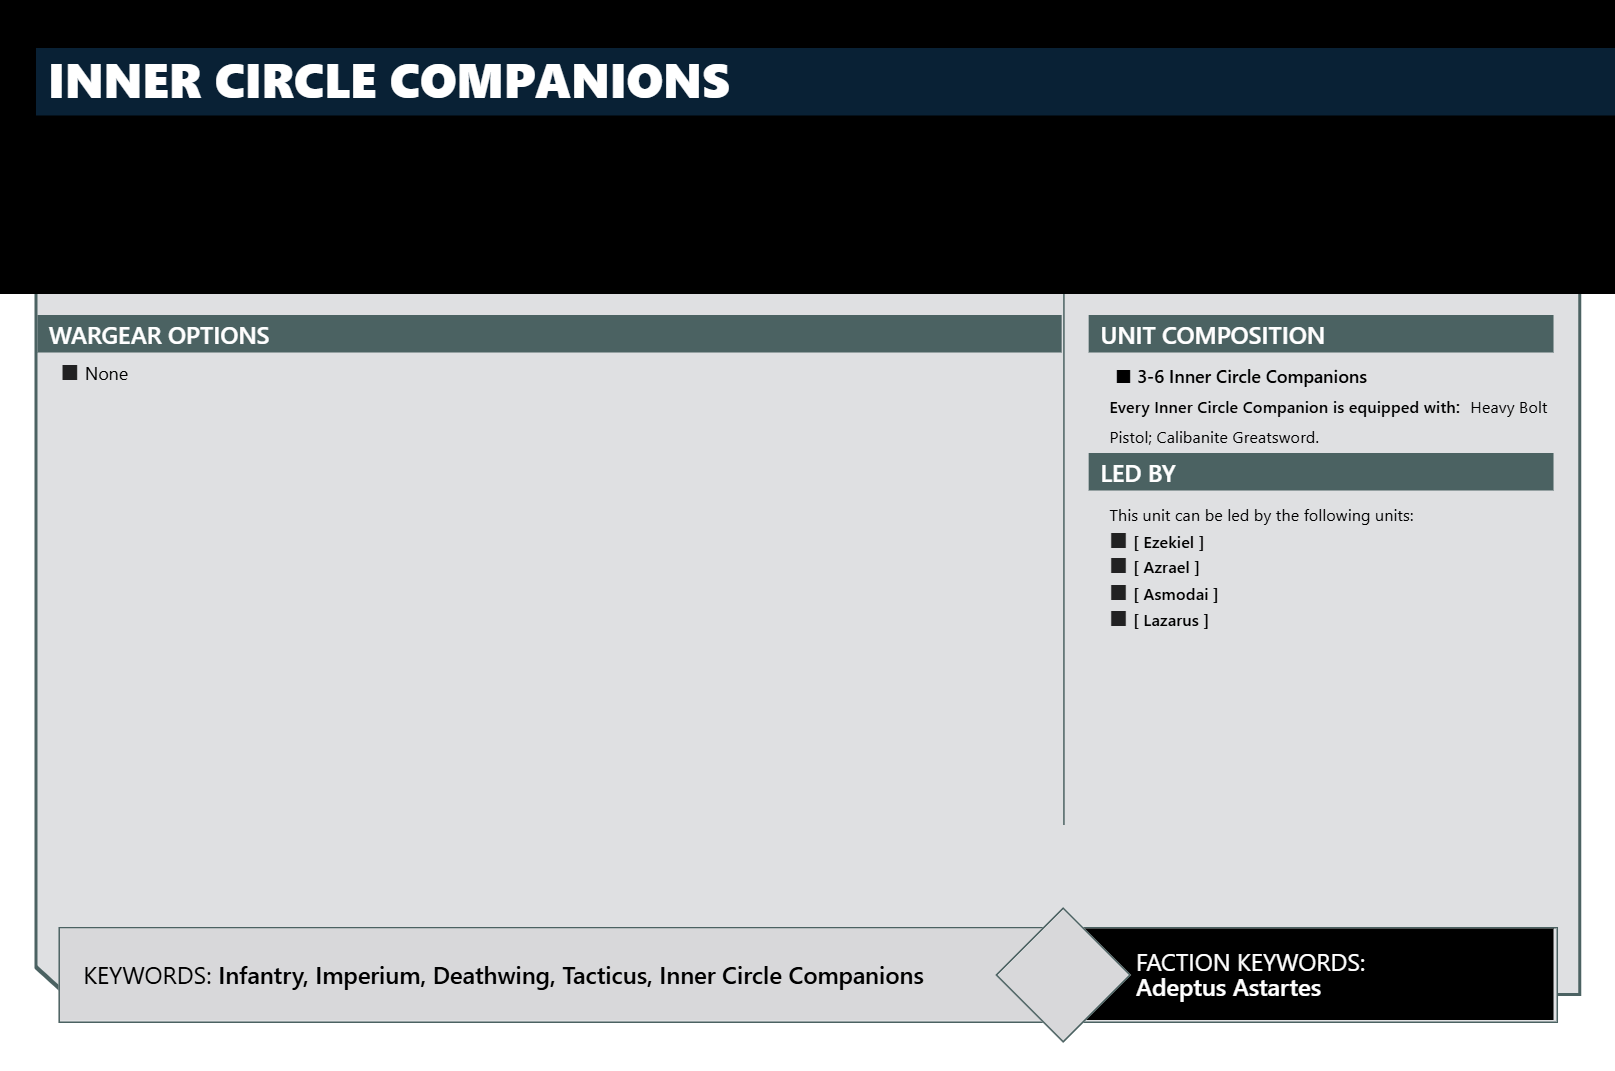 INNER CIRCLE COMPANIONS
WARGEAR OPTIONS
None
UNIT COMPOSITION
3-6 Inner Circle Companions
Every Inner Circle Companion is equipped with: Heavy Bolt
Pistol; Calibanite Greatsword.
LED BY
This unit can be led by the following units:
[ Ezekiel ]
[ Azrael ]
[ Asmodai ]
[ Lazarus ]
KEYWORDS: Infantry, Imperium, Deathwing, Tacticus, Inner Circle Companions
FACTION KEYWORDS:
Adeptus Astartes